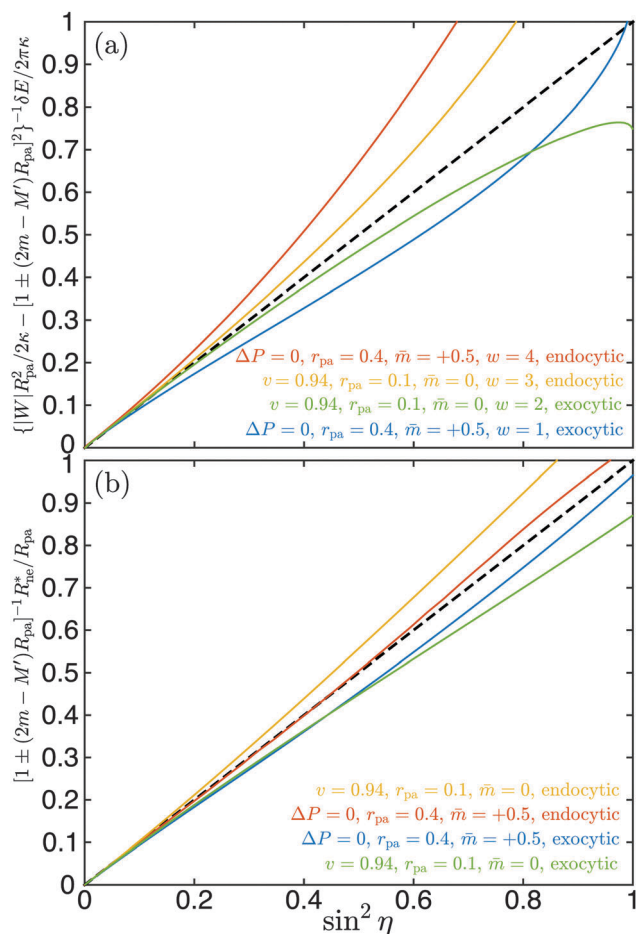 (a)
{|W|R²ₚₐ/2κ − [1 ± (2m − M′)Rₚₐ]²}⁻¹δE/2πκ
1
0.9
0.8
0.7
0.6
0.5
0.4
0.3
0.2
0.1
0
ΔP = 0, rₚₐ = 0.4, m̄ = +0.5, w = 4, endocytic
v = 0.94, rₚₐ = 0.1, m̄ = 0, w = 3, endocytic
v = 0.94, rₚₐ = 0.1, m̄ = 0, w = 2, exocytic
ΔP = 0, rₚₐ = 0.4, m̄ = +0.5, w = 1, exocytic
(b)
[1 ± (2m − M′)Rₚₐ]⁻¹R*ₙₑ/Rₚₐ
1
0.9
0.8
0.7
0.6
0.5
0.4
0.3
0.2
0.1
0
v = 0.94, rₚₐ = 0.1, m̄ = 0, endocytic
ΔP = 0, rₚₐ = 0.4, m̄ = +0.5, endocytic
ΔP = 0, rₚₐ = 0.4, m̄ = +0.5, exocytic
v = 0.94, rₚₐ = 0.1, m̄ = 0, exocytic
0 0.2 0.4 0.6 0.8 1
sin² η